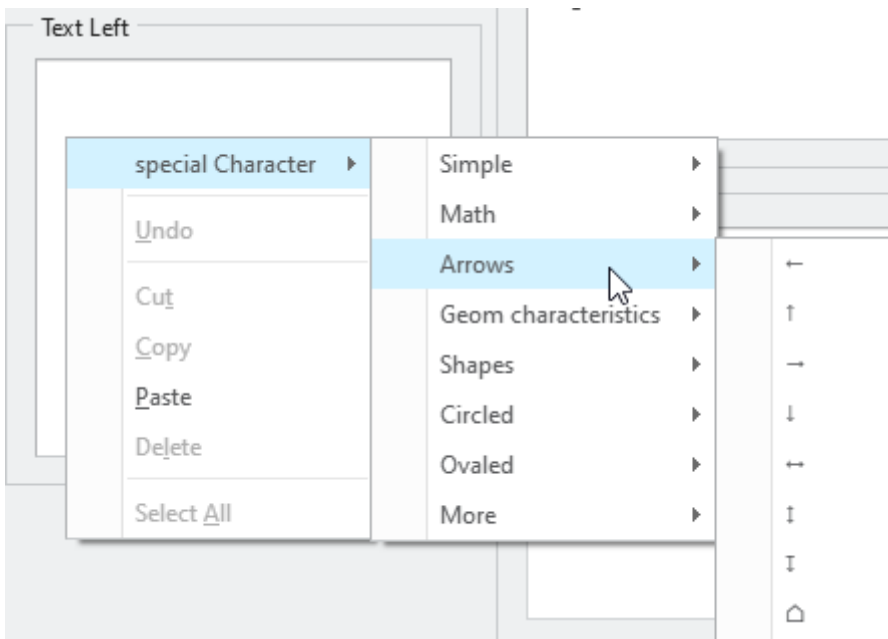 Text Left
special Character
Undo
Cut
Copy
Paste
Delete
Select All
Simple
Math
Arrows
Geom characteristics
Shapes
Circled
Ovaled
More
←
↑
→
↓
↔
↕
↧
⌂